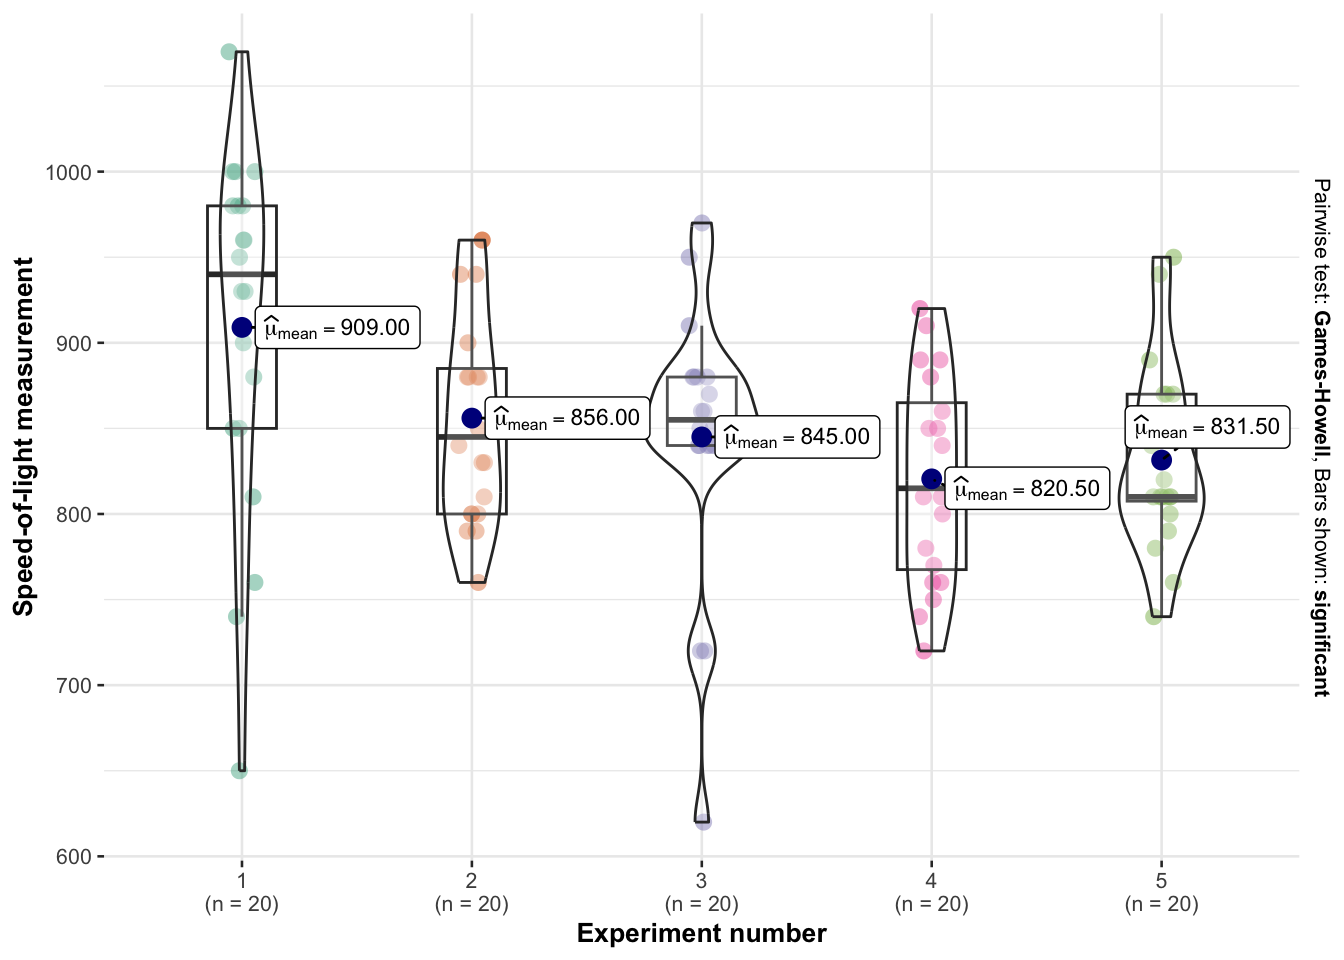 Speed-of-light measurement
1000
900
800
700
600
μ̂mean = 909.00
μ̂mean = 856.00
μ̂mean = 845.00
μ̂mean = 820.50
μ̂mean = 831.50
1
(n = 20)
2
(n = 20)
3
(n = 20)
4
(n = 20)
5
(n = 20)
Experiment number
Pairwise test: Games-Howell, Bars shown: significant